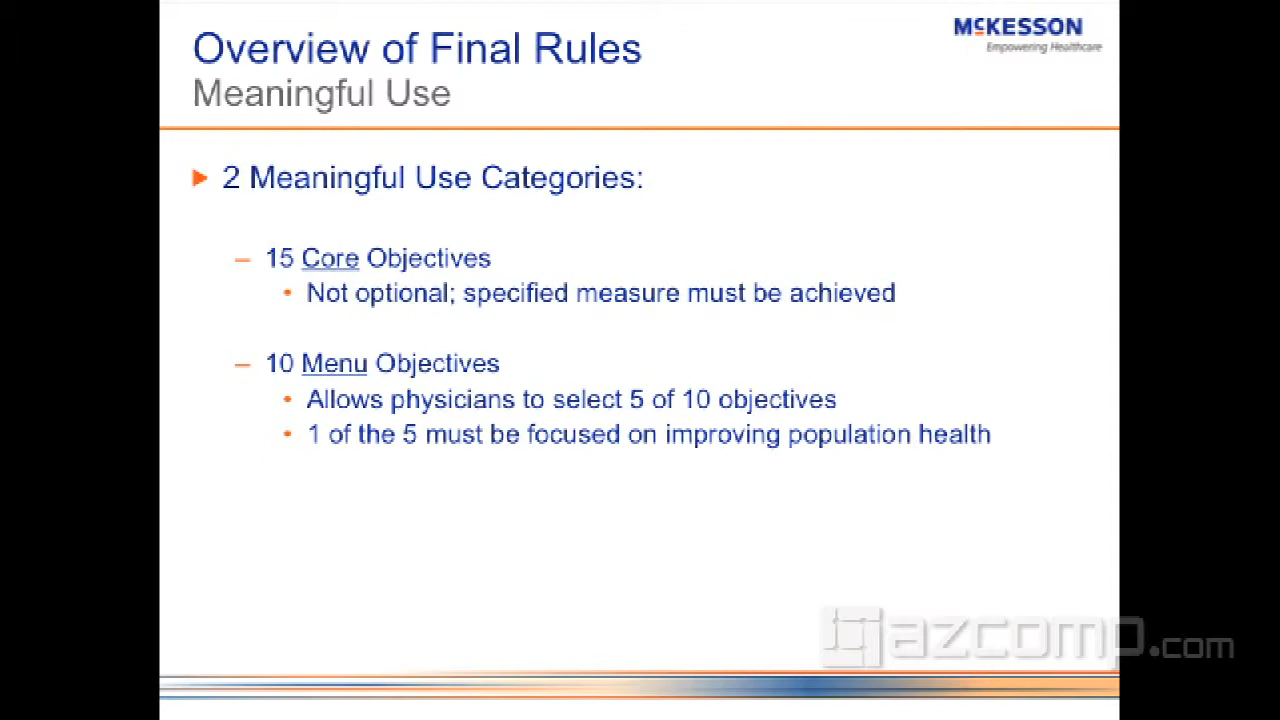 Overview of Final Rules
MCKESSON
Empowering Healthcare
Meaningful Use
2 Meaningful Use Categories:
– 15 Core Objectives
• Not optional; specified measure must be achieved
– 10 Menu Objectives
• Allows physicians to select 5 of 10 objectives
• 1 of the 5 must be focused on improving population health
azcomp.com